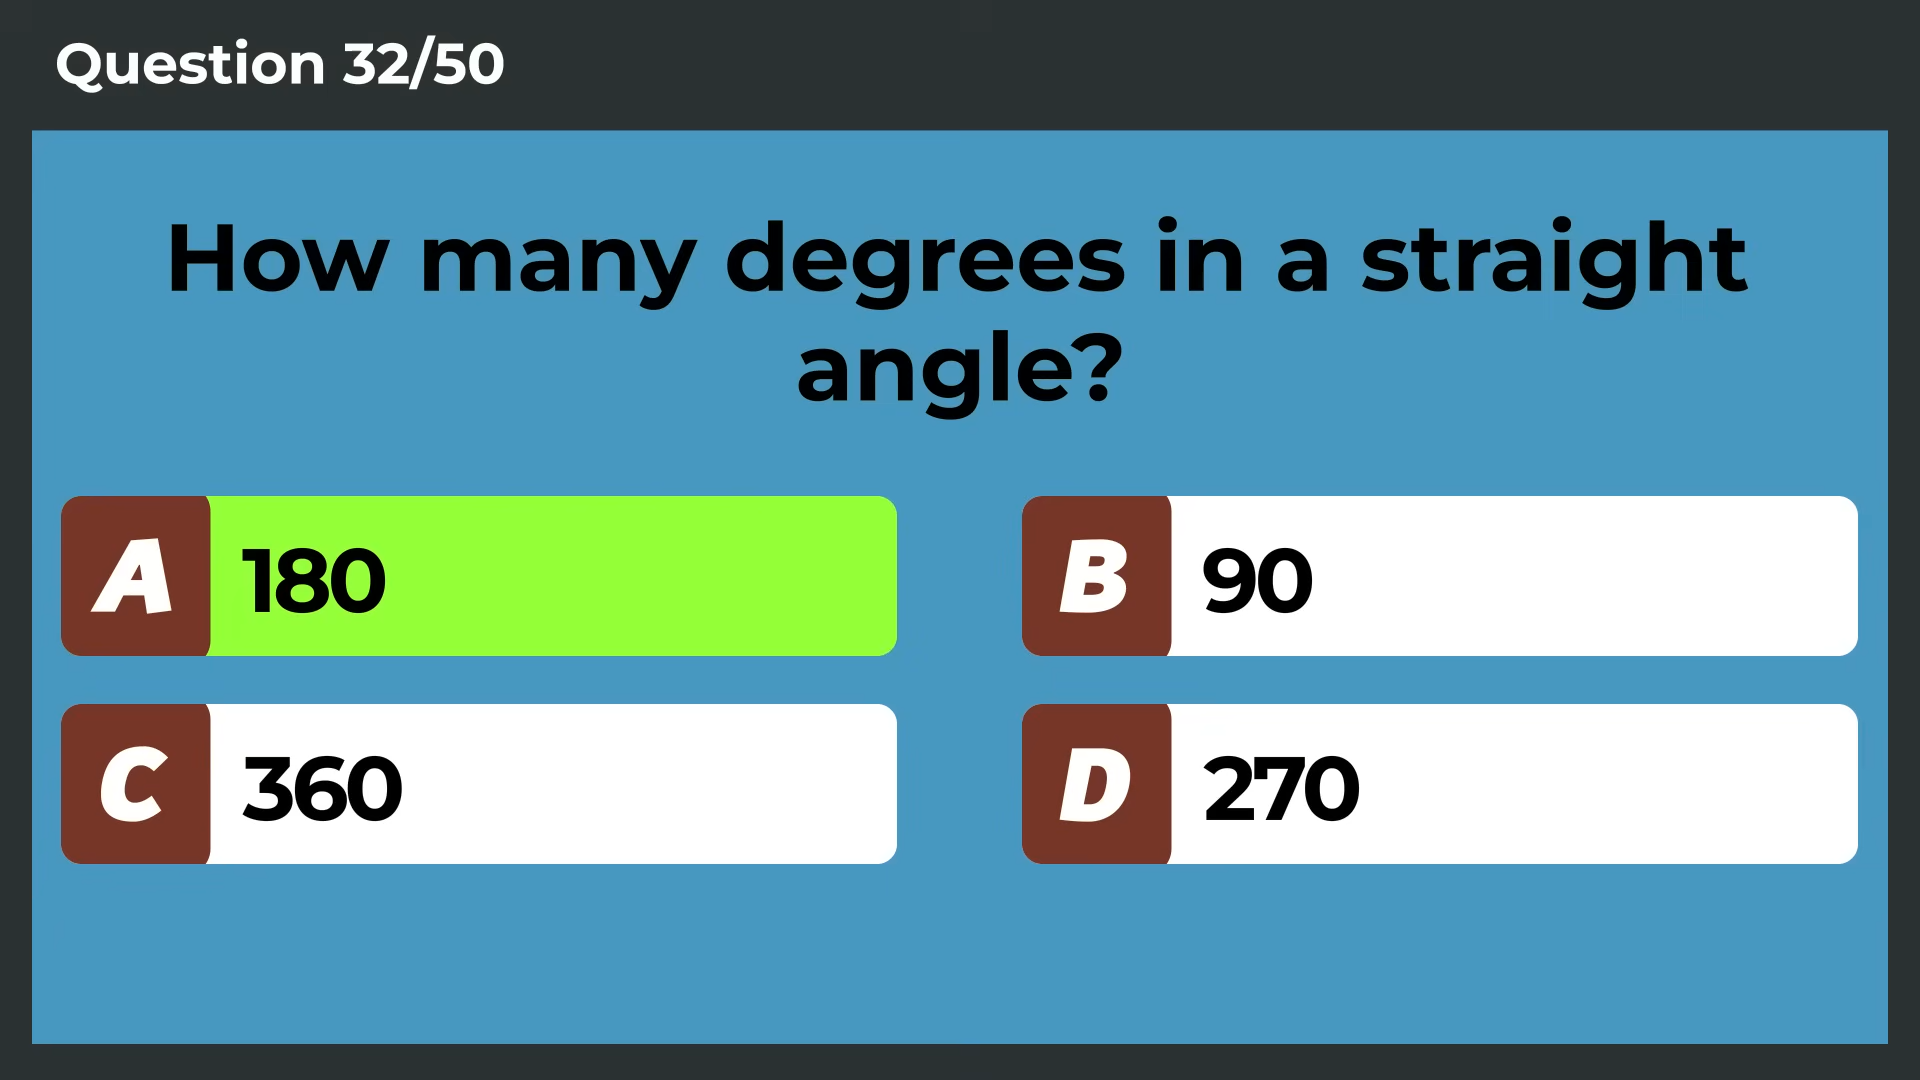 Question 32/50
How many degrees in a straight
angle?
A 180
B 90
C 360
D 270